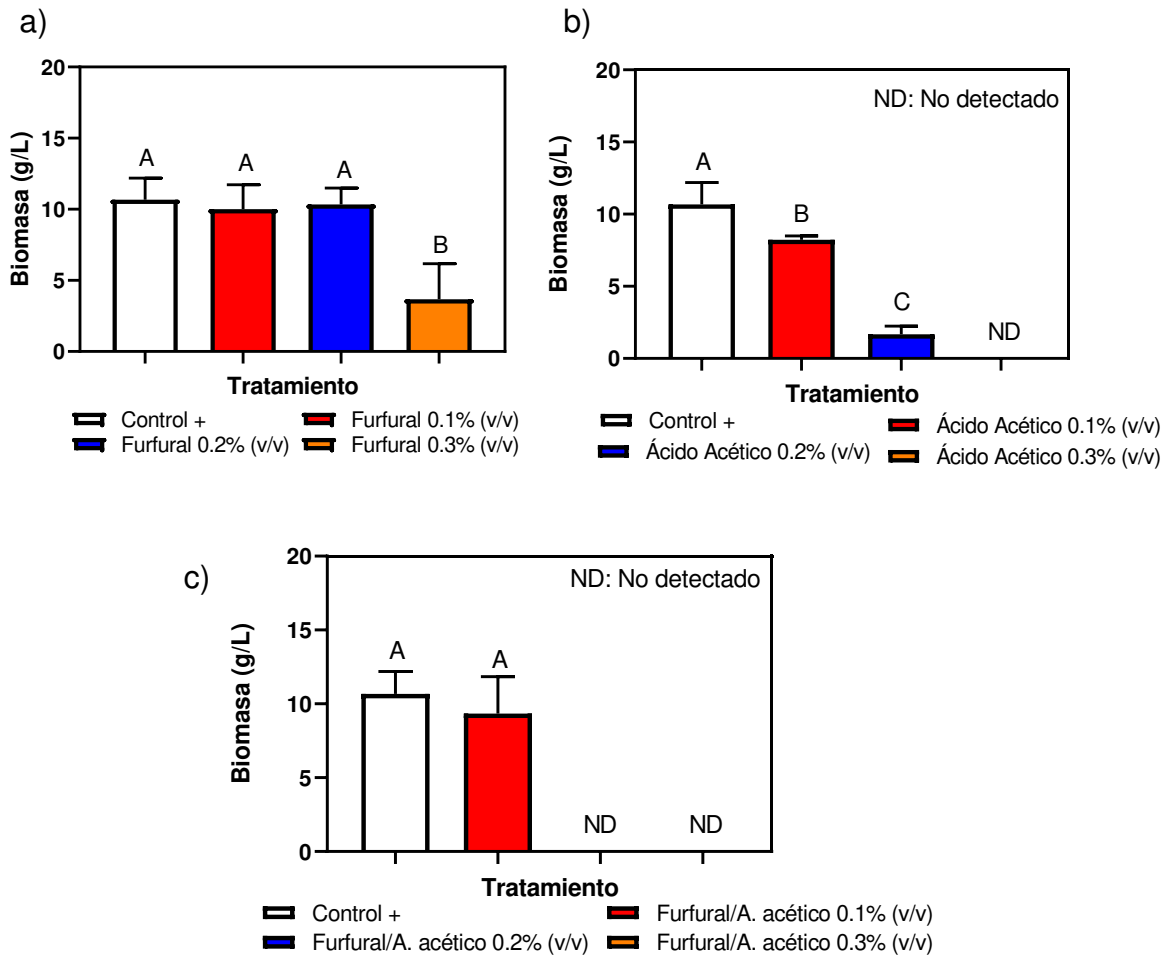 a)
Biomasa (g/L)
20
15
10
5
0
A
A
A
B
Tratamiento
Control +
Furfural 0.1% (v/v)
Furfural 0.2% (v/v)
Furfural 0.3% (v/v)
b)
Biomasa (g/L)
20
15
10
5
0
ND: No detectado
A
B
C
ND
Tratamiento
Control +
Ácido Acético 0.1% (v/v)
Ácido Acético 0.2% (v/v)
Ácido Acético 0.3% (v/v)
c)
Biomasa (g/L)
20
15
10
5
0
ND: No detectado
A
A
ND
ND
Tratamiento
Control +
Furfural/A. acético 0.1% (v/v)
Furfural/A. acético 0.2% (v/v)
Furfural/A. acético 0.3% (v/v)